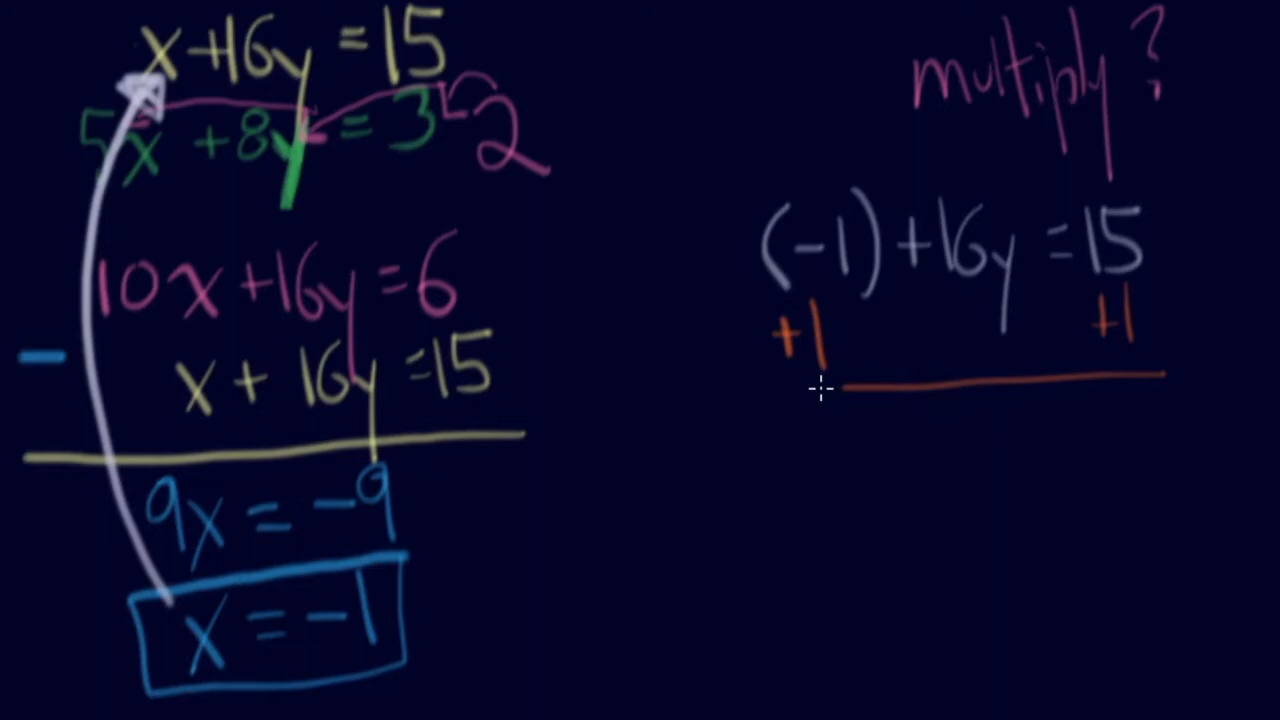 x+16y = 15
5x + 8y = 3 2
10x+16y=6
- x + 16y =15
9x = -9
x = -1
multiply?
(-1) +16y =15
+1 +1